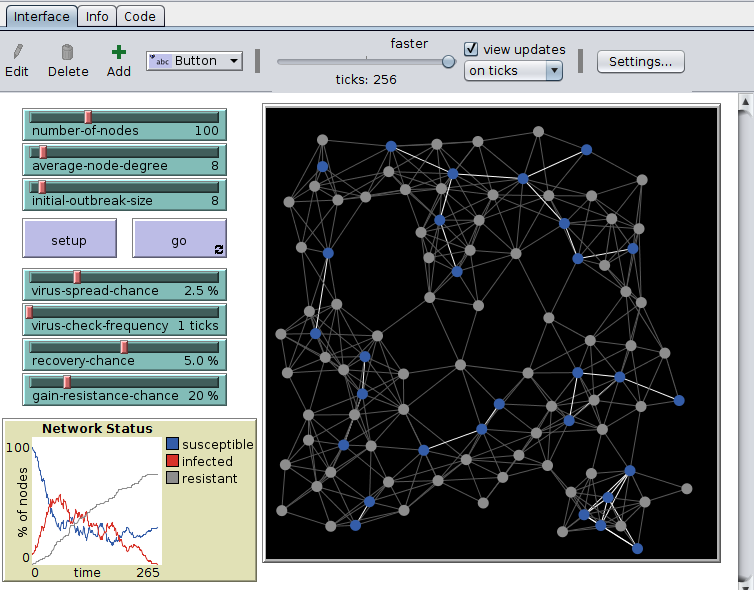 Interface Info Code
faster
Edit Delete Add abc Button ticks: 256 view updates on ticks Settings...
number-of-nodes 100
average-node-degree 8
initial-outbreak-size 8
setup go
virus-spread-chance 2.5 %
virus-check-frequency 1 ticks
recovery-chance 5.0 %
gain-resistance-chance 20 %
Network Status
100
% of nodes
0
0 time 265
susceptible
infected
resistant